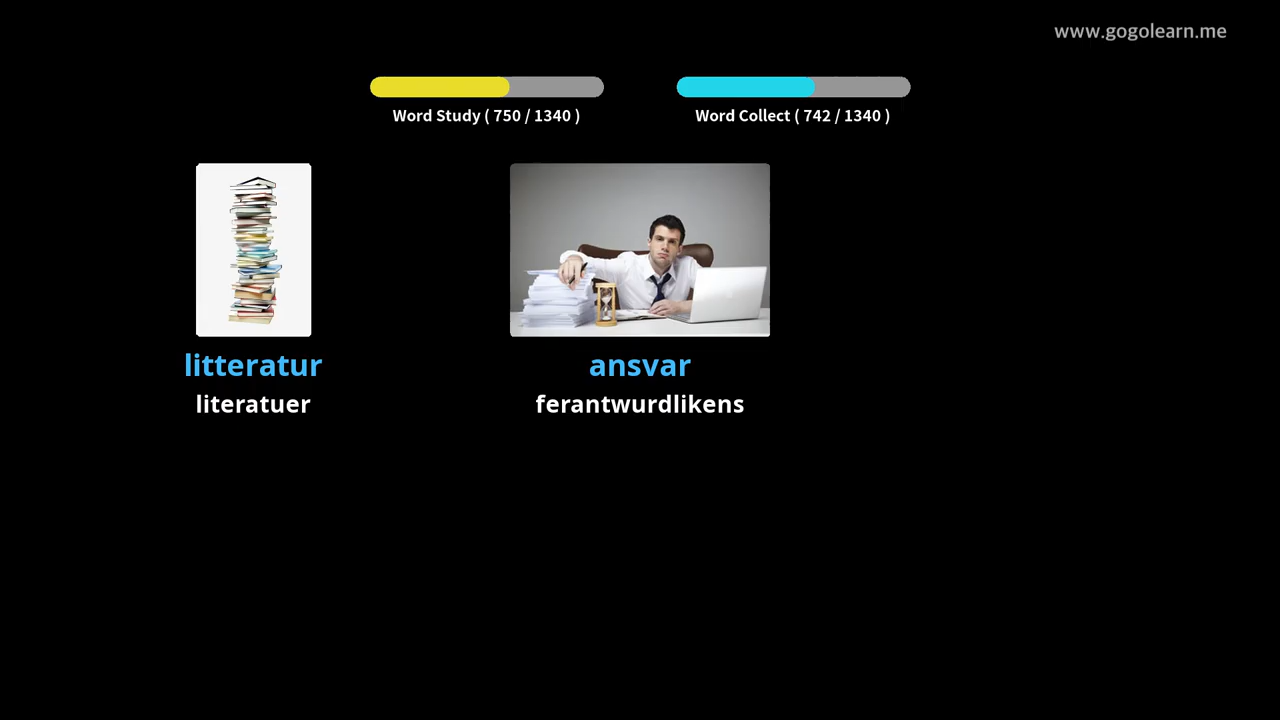 www.gogolearn.me
Word Study ( 750 / 1340 )
Word Collect ( 742 / 1340 )
litteratur
ansvar
literatuer
ferantwurdlikens